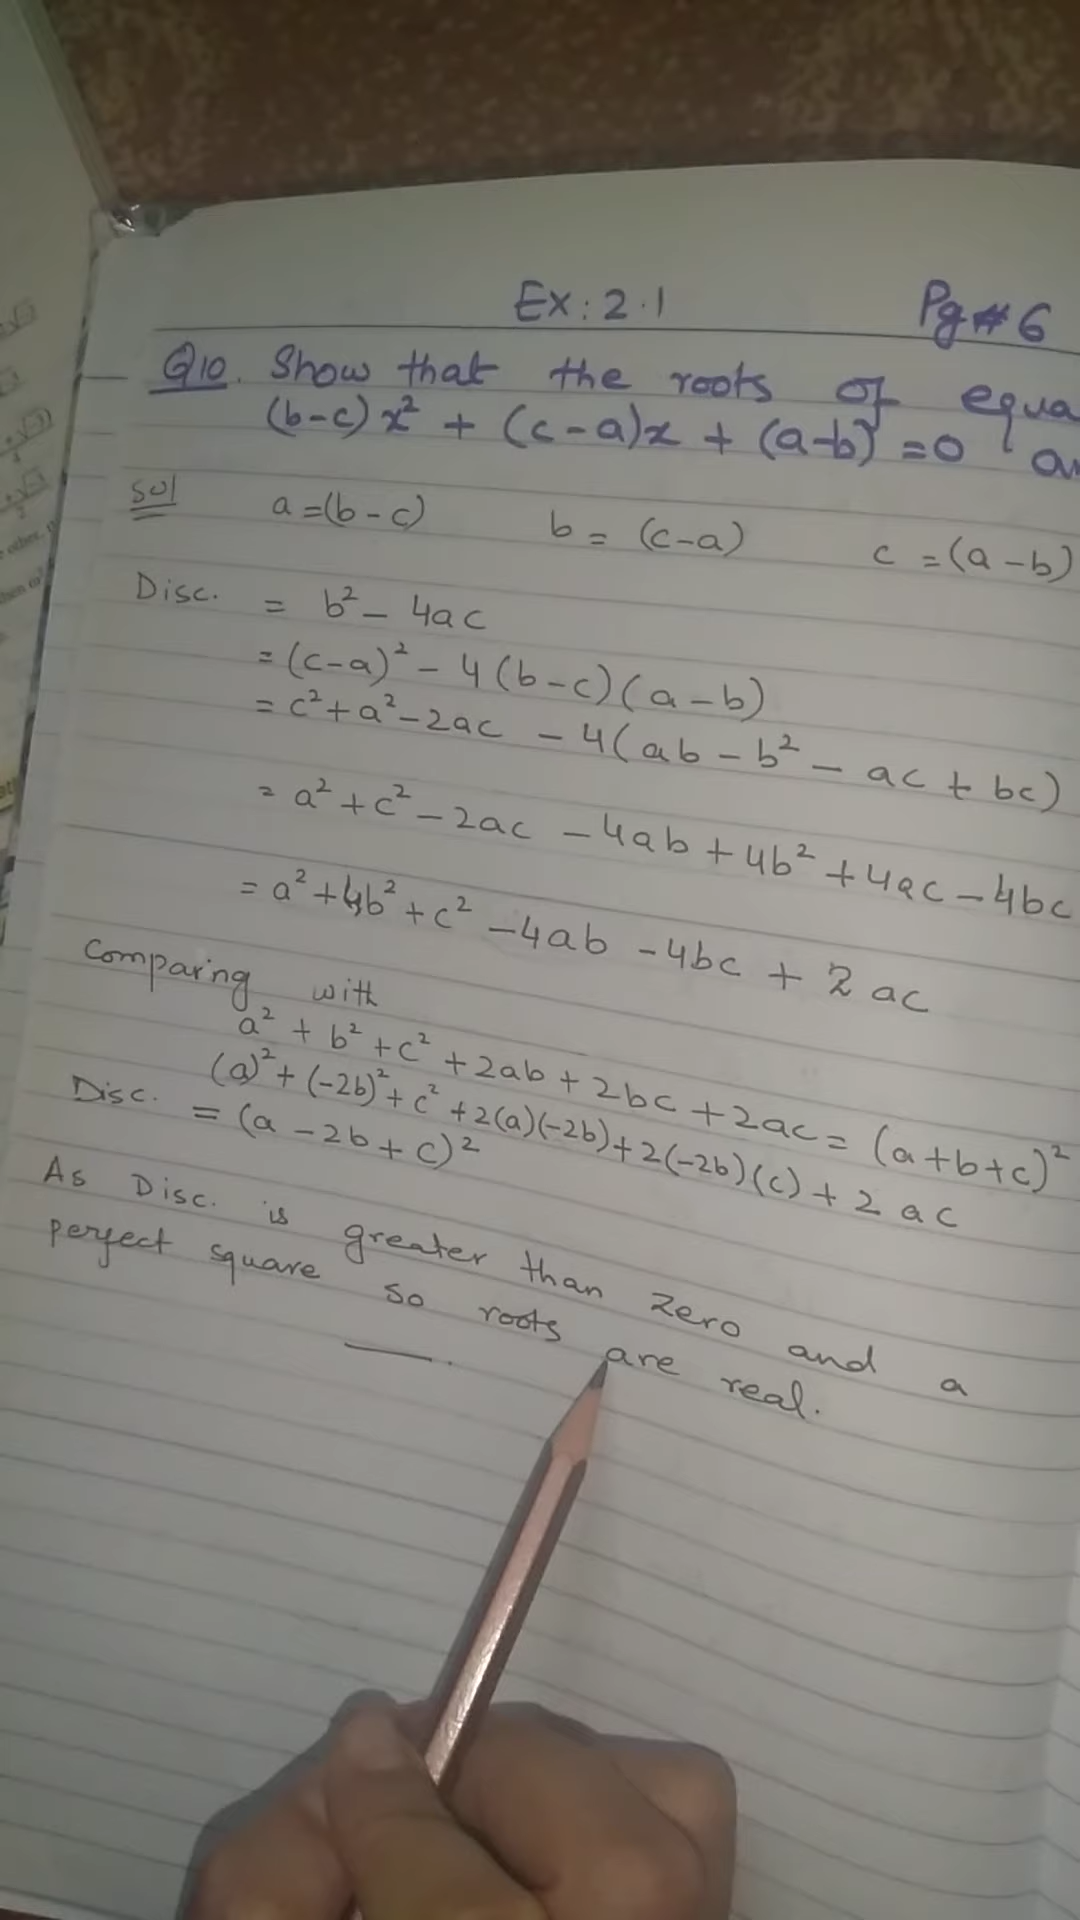 Ex: 2.1 Pg # 6
Q10. Show that the roots of equa
(b-c)x² + (c-a)x + (a-b) = 0
sol a = (b-c) b = (c-a) c = (a-b)
Disc. = b² - 4ac
= (c-a)² - 4(b-c)(a-b)
= c² + a² - 2ac - 4(ab - b² - ac + bc)
= a² + c² - 2ac - 4ab + 4b² + 4ac - 4bc
= a² + 4b² + c² - 4ab - 4bc + 2ac
Comparing with
a² + b² + c² + 2ab + 2bc + 2ac = (a+b+c)²
(a)² + (-2b)² + c² + 2(a)(-2b) + 2(-2b)(c) + 2ac
Disc. = (a - 2b + c)²
As Disc. is greater than zero and a
perfect square so roots are real.